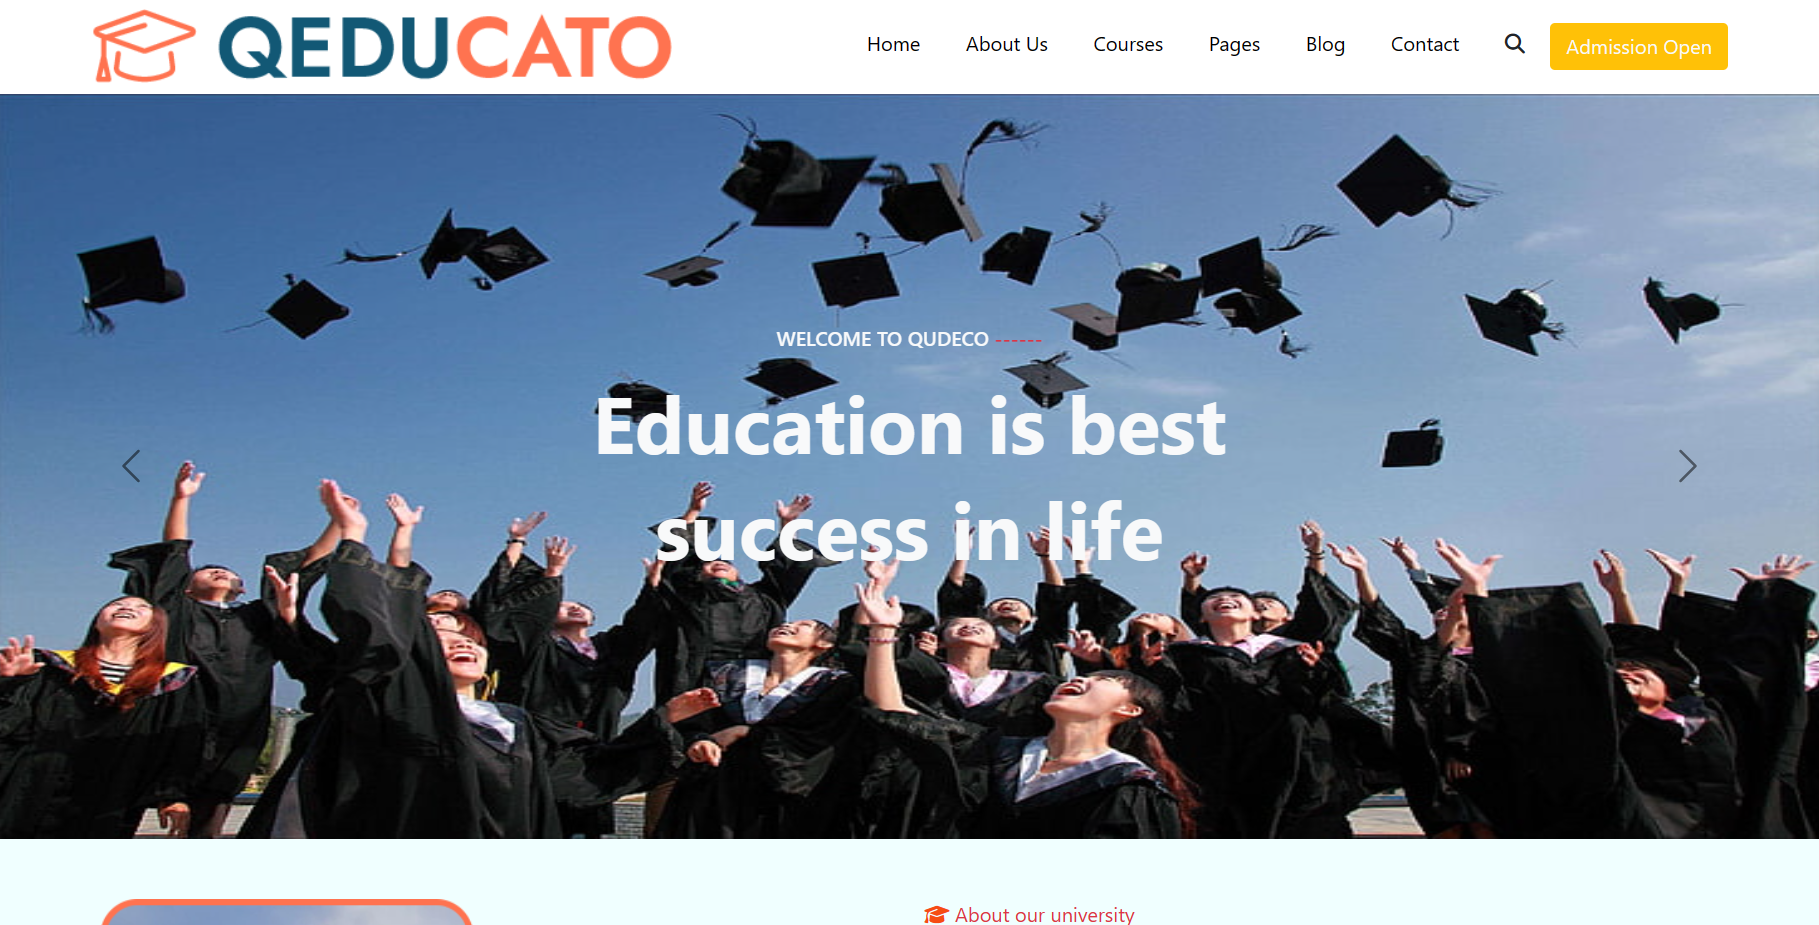 QEDUCATO
Home About Us Courses Pages Blog Contact Admission Open
WELCOME TO QUDECO ------
Education is best
success in life
About our university